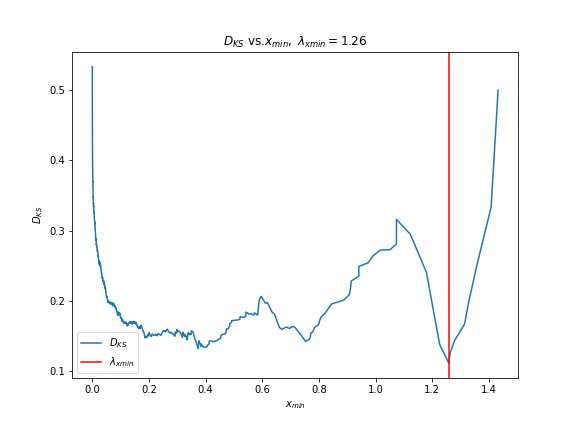 D_KS vs.x_min, λ_xmin = 1.26
0.5
0.4
0.3
0.2
0.1
D_KS
D_KS
λ_xmin
0.0 0.2 0.4 0.6 0.8 1.0 1.2 1.4
x_min